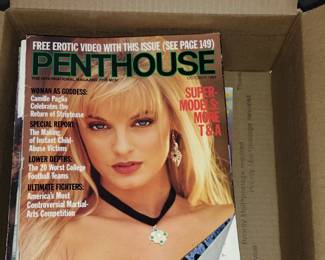 FREE EROTIC VIDEO WITH THIS ISSUE (SEE PAGE 149)
PENTHOUSE
THE INTERNATIONAL MAGAZINE FOR MEN
WOMAN AS GODDESS:
Camille Paglia
Celebrates the
Return of Striptease
SPECIAL REPORT:
The Making
of Instant Child-
Abuse Victims
LOWER DEPTHS:
The 20 Worst College
Football Teams
ULTIMATE FIGHTERS:
America's Most
Controversial Martial-
Arts Competition
SUPER-
MODELS:
MORE
T&A